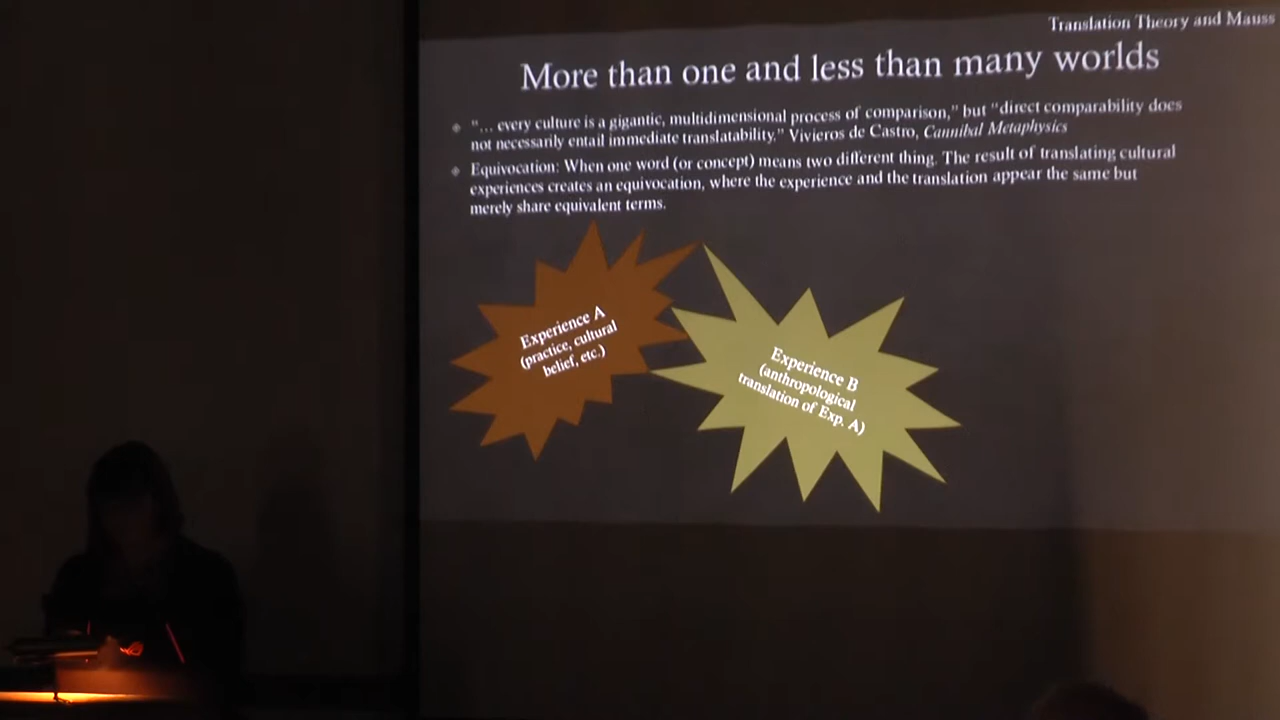 Translation Theory and Mauss
More than one and less than many worlds
"... every culture is a gigantic, multidimensional process of comparison," but "direct comparability does
not necessarily entail immediate translatability." Vivieros de Castro, Cannibal Metaphysics
Equivocation: When one word (or concept) means two different thing. The result of translating cultural
experiences creates an equivocation, where the experience and the translation appear the same but
merely share equivalent terms.
Experience A
(practice, cultural
belief, etc.)
Experience B
(anthropological
translation of Exp. A)